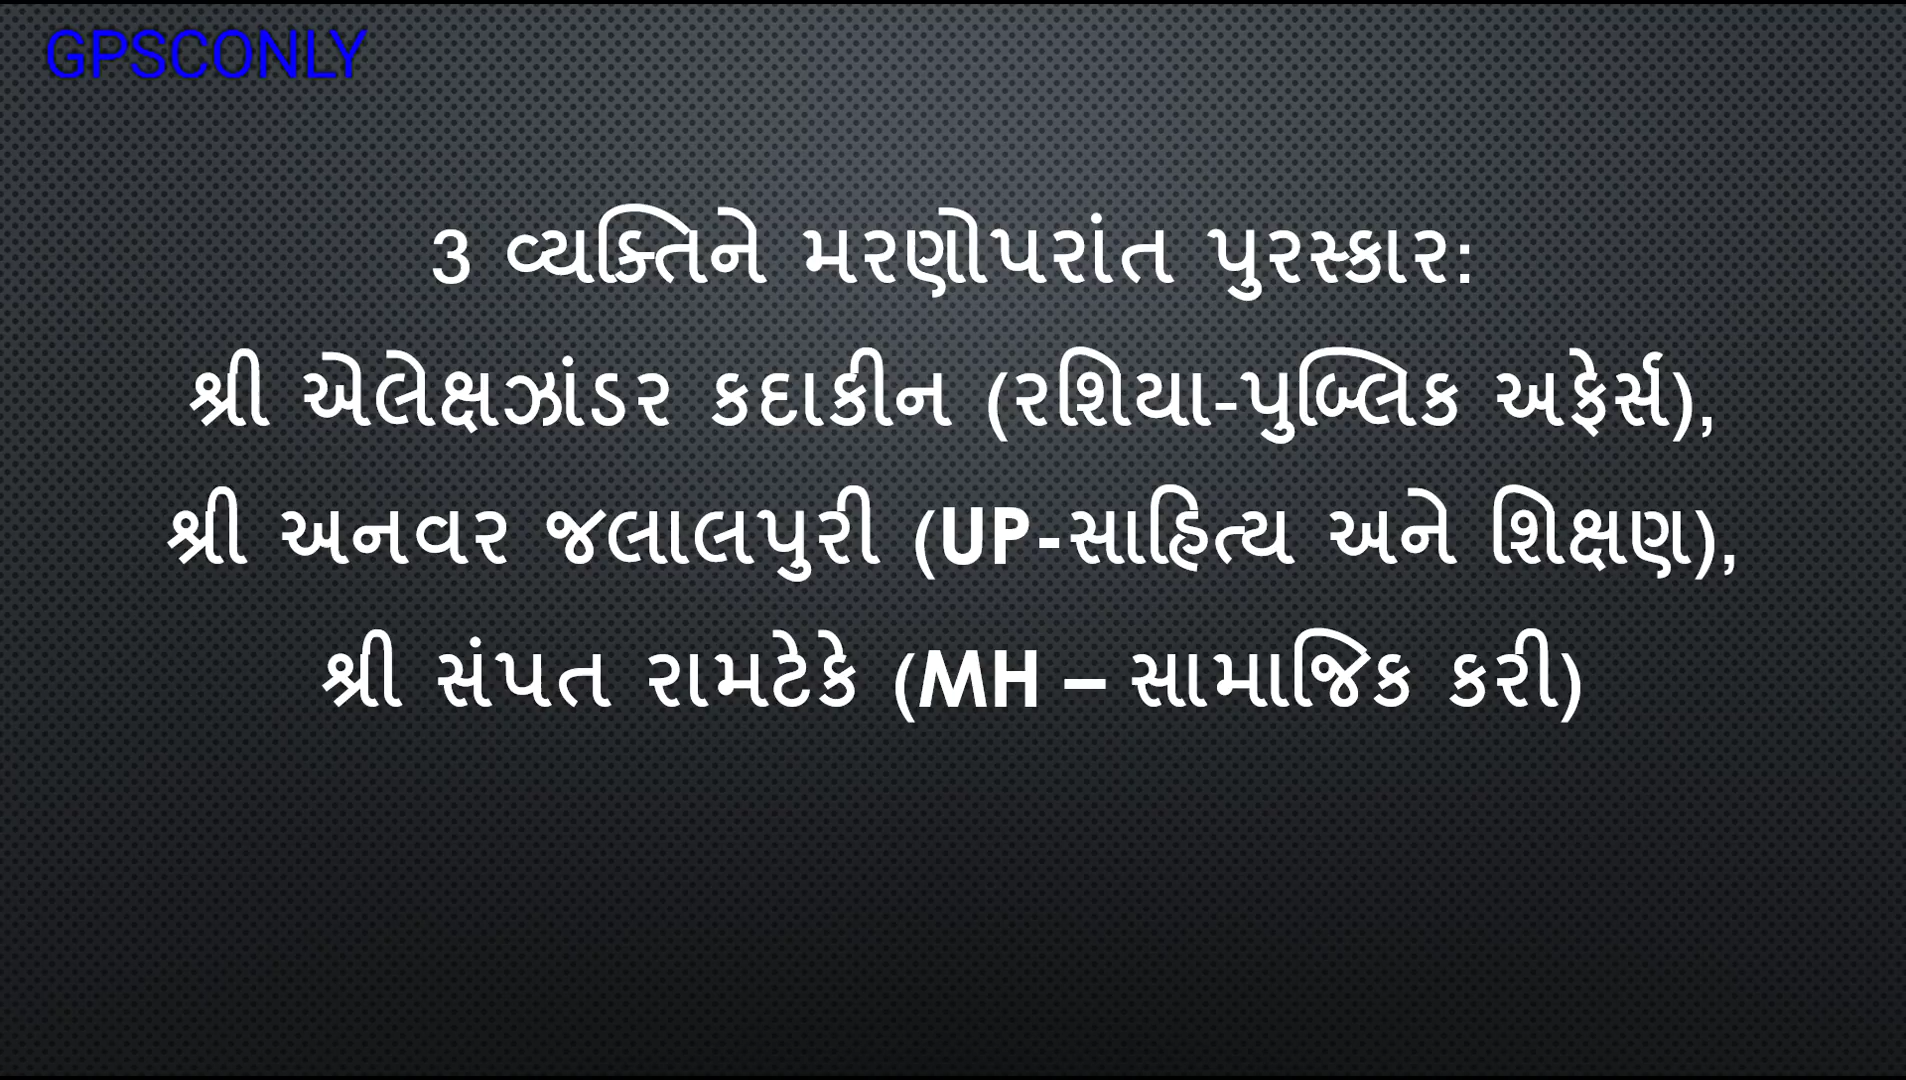 GPSCONLY
3 વ્યક્તિને મરણોપરાંત પુરસ્કાર:
શ્રી એલેક્ષઝાંડર કદાકીન (રશિયા-પુબ્લિક અફેર્સ),
શ્રી અનવર જલાલપુરી (UP-સાહિત્ય અને શિક્ષણ),
શ્રી સંપત રામટેકે (MH – સામાજિક કરી)